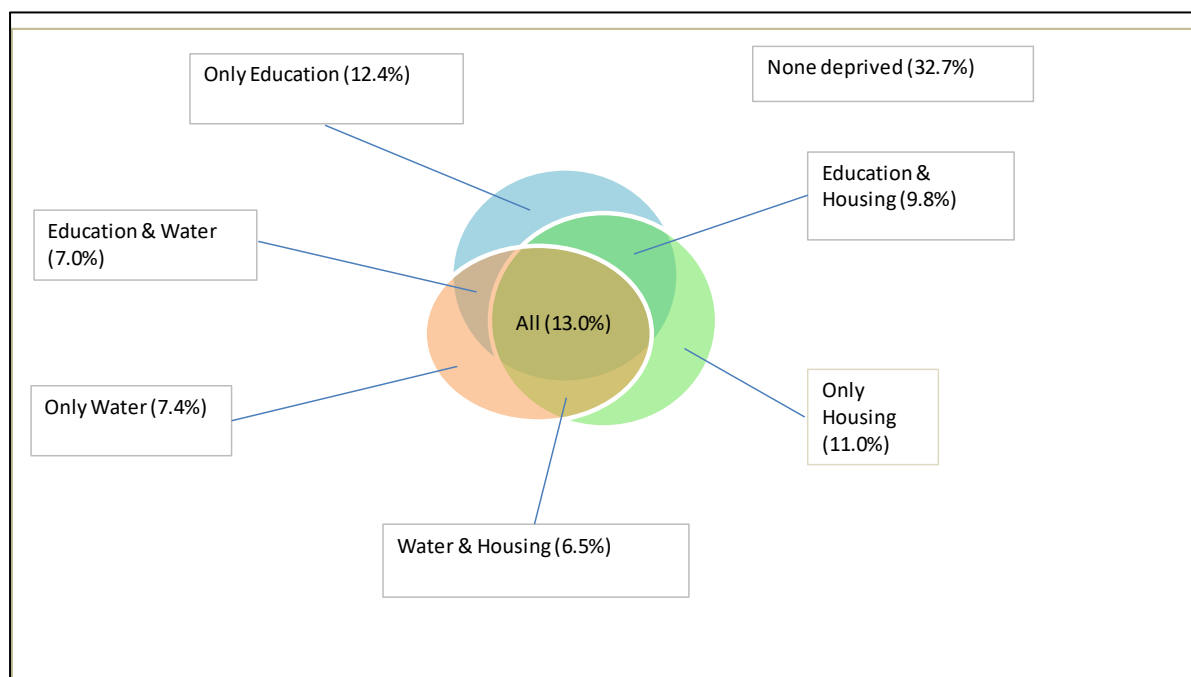 Only Education (12.4%)
None deprived (32.7%)
Education &
Housing (9.8%)
Education & Water
(7.0%)
All (13.0%)
Only Water (7.4%)
Only
Housing
(11.0%)
Water & Housing (6.5%)